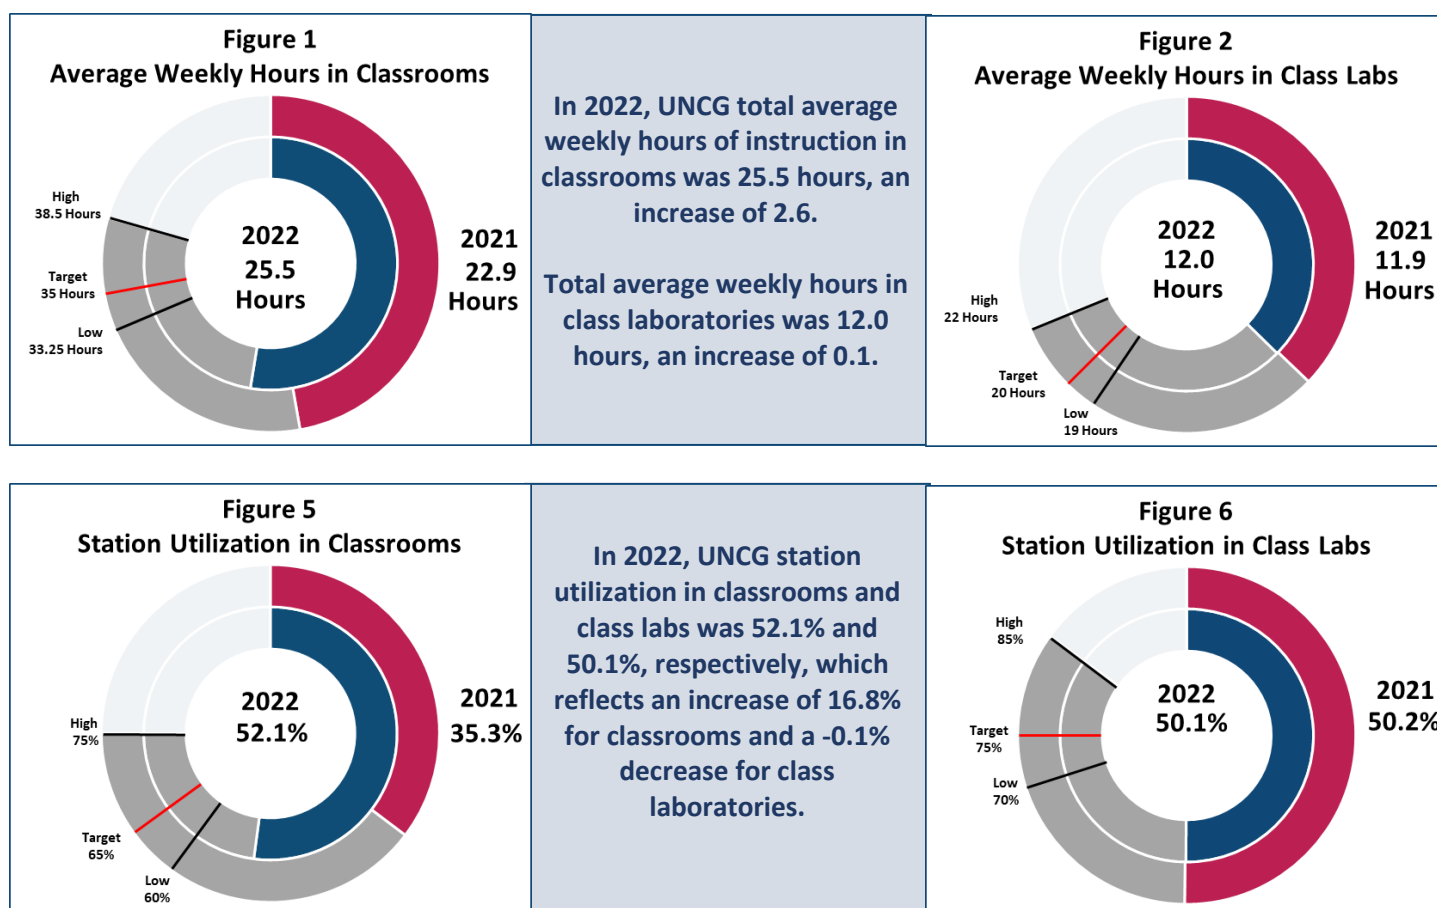 Figure 1
Average Weekly Hours in Classrooms
High
38.5 Hours
Target
35 Hours
Low
33.25 Hours
2022
25.5
Hours
2021
22.9
Hours
In 2022, UNCG total average
weekly hours of instruction in
classrooms was 25.5 hours, an
increase of 2.6.
Total average weekly hours in
class laboratories was 12.0
hours, an increase of 0.1.
Figure 2
Average Weekly Hours in Class Labs
High
22 Hours
Target
20 Hours
Low
19 Hours
2022
12.0
Hours
2021
11.9
Hours
Figure 5
Station Utilization in Classrooms
High
75%
Target
65%
Low
60%
2022
52.1%
2021
35.3%
In 2022, UNCG station
utilization in classrooms and
class labs was 52.1% and
50.1%, respectively, which
reflects an increase of 16.8%
for classrooms and a -0.1%
decrease for class
laboratories.
Figure 6
Station Utilization in Class Labs
High
85%
Target
75%
Low
70%
2022
50.1%
2021
50.2%